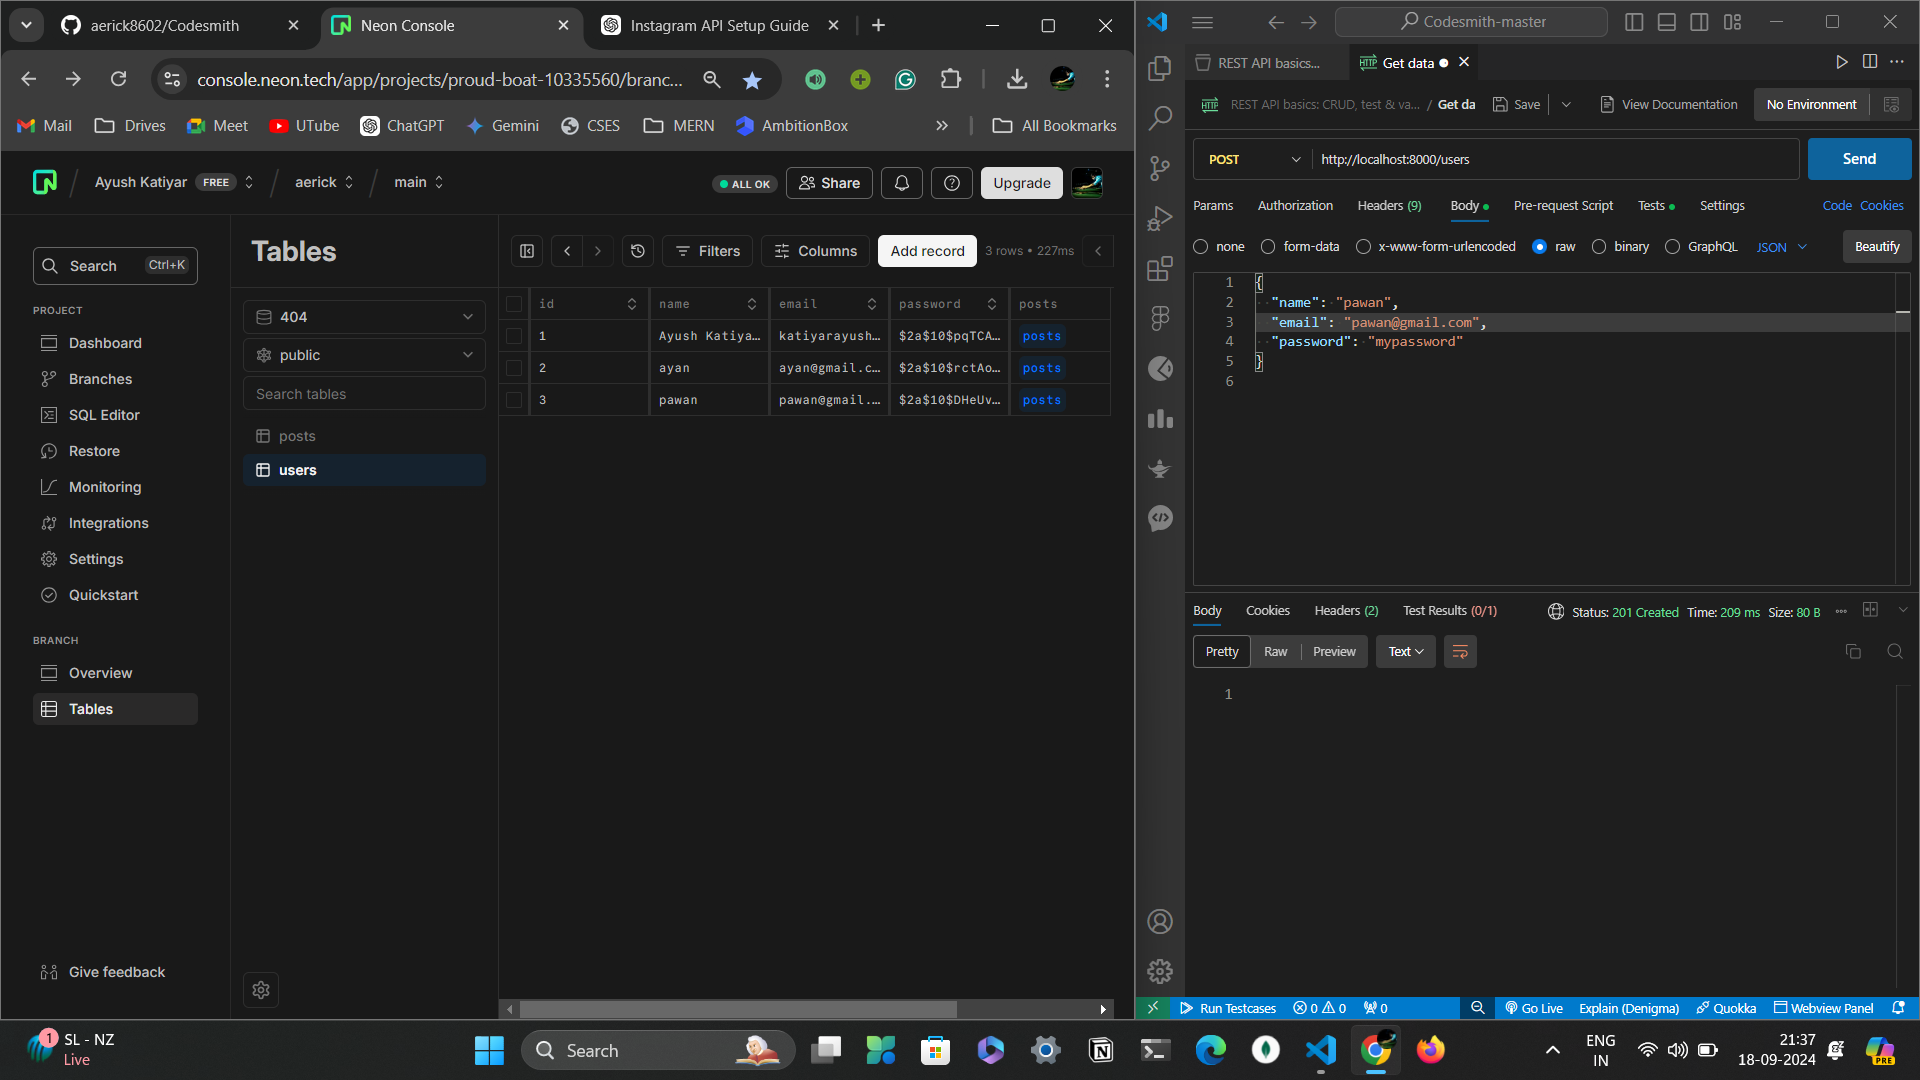 aerick8602/Codesmith
Neon Console
Instagram API Setup Guide
console.neon.tech/app/projects/proud-boat-10335560/branc...
Mail
Drives
Meet
UTube
ChatGPT
Gemini
CSES
MERN
AmbitionBox
All Bookmarks
Ayush Katiyar
FREE
aerick
main
ALL OK
Share
Upgrade
Search
Ctrl+K
PROJECT
Dashboard
Branches
SQL Editor
Restore
Monitoring
Integrations
Settings
Quickstart
BRANCH
Overview
Tables
Give feedback
Tables
404
public
Search tables
posts
users
Filters
Columns
Add record
3 rows • 227ms
id name email password posts
1 Ayush Katiya... katiyarayush... $2a$10$pqTCA... posts
2 ayan ayan@gmail.c... $2a$10$rctAo... posts
3 pawan pawan@gmail.... $2a$10$DHeUv... posts
Codesmith-master
REST API basics...
Get data
REST API basics: CRUD, test & va... / Get da
Save
View Documentation
No Environment
POST
http://localhost:8000/users
Send
Params
Authorization
Headers (9)
Body
Pre-request Script
Tests
Settings
Code
Cookies
none
form-data
x-www-form-urlencoded
raw
binary
GraphQL
JSON
Beautify
1 {
2 "name": "pawan",
3 "email": "pawan@gmail.com",
4 "password": "mypassword"
5 }
6
Body
Cookies
Headers (2)
Test Results (0/1)
Status: 201 Created Time: 209 ms Size: 80 B
Pretty
Raw
Preview
Text
1
Run Testcases
0 0
0
Go Live
Explain (Denigma)
Quokka
Webview Panel
1
SL - NZ
Live
Search
ENG
IN
21:37
18-09-2024
PRE